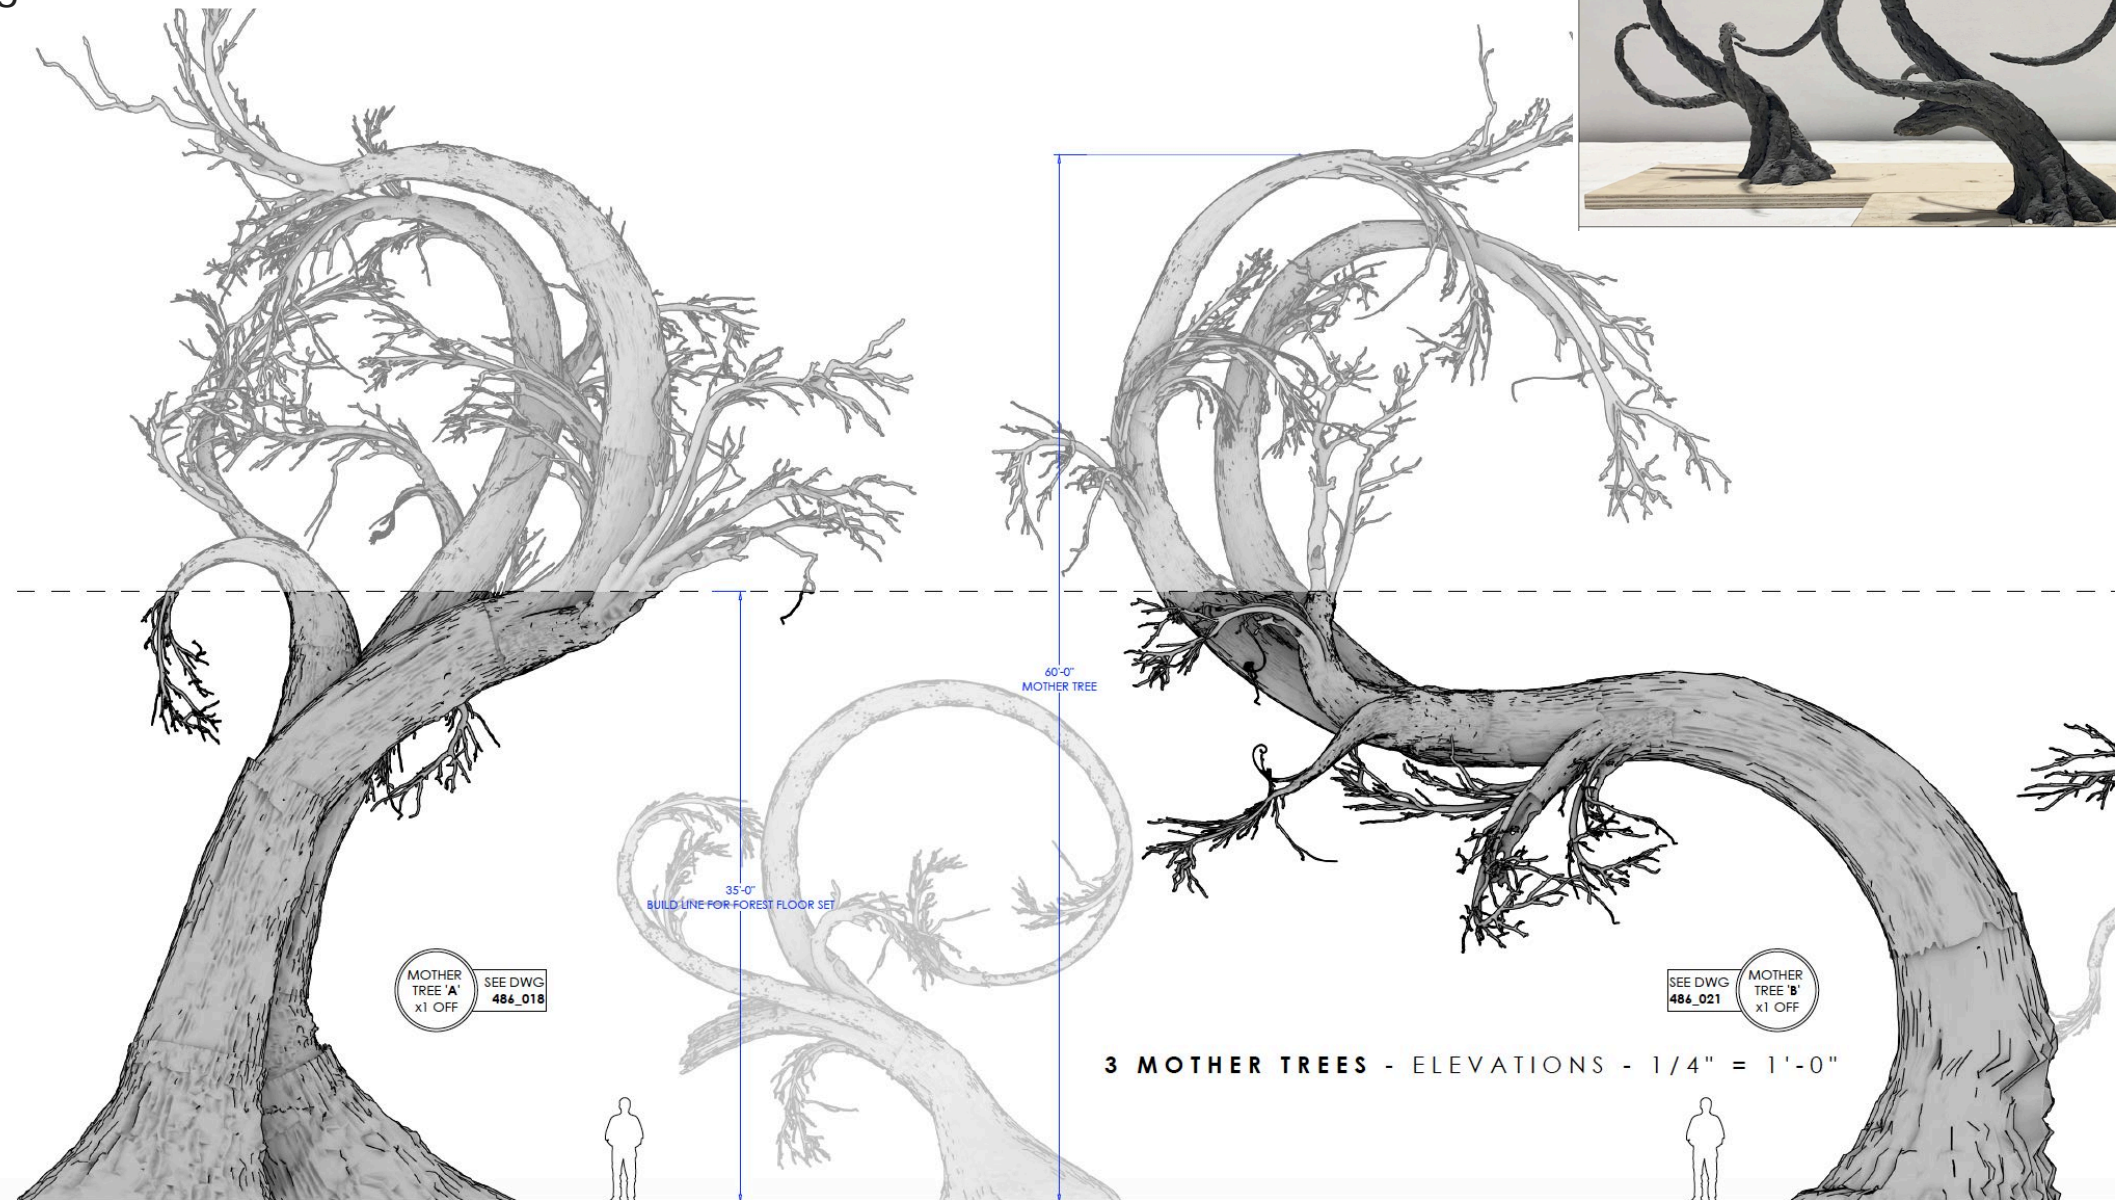 60'-0"
MOTHER TREE
35'-0"
BUILD LINE FOR FOREST FLOOR SET
MOTHER
TREE 'A'
x1 OFF
SEE DWG
486_018
SEE DWG
486_021
MOTHER
TREE 'B'
x1 OFF
3 MOTHER TREES - ELEVATIONS - 1/4" = 1'-0"